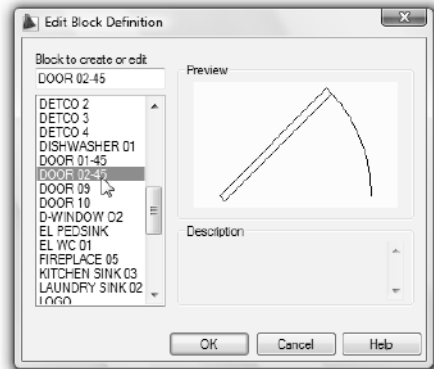 Edit Block Definition
Block to create or edit
DOOR 02-45
DETCO 2
DETCO 3
DETCO 4
DISHWASHER 01
DOOR 01-45
DOOR 02-45
DOOR 09
DOOR 10
D-WINDOW 02
EL PEDSINK
EL WC 01
FIREPLACE 05
KITCHEN SINK 03
LAUNDRY SINK 02
LOGO
Preview
Description
OK
Cancel
Help